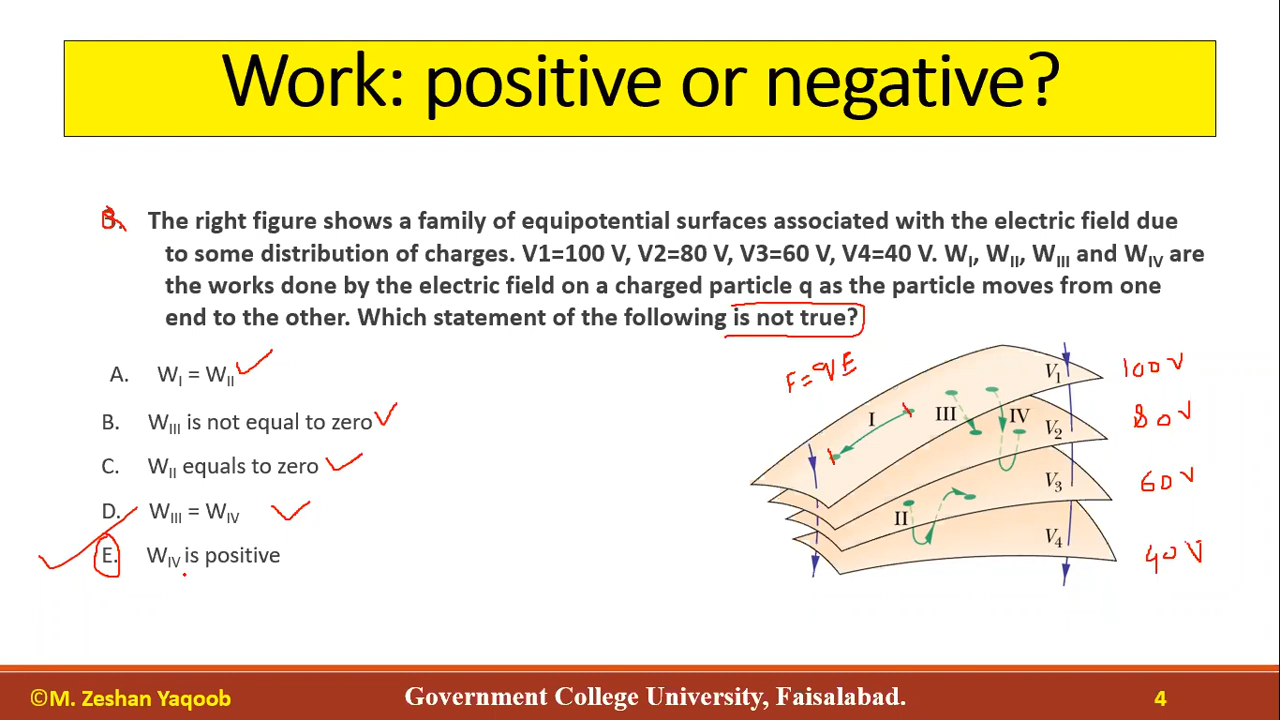 Work: positive or negative?
B. The right figure shows a family of equipotential surfaces associated with the electric field due
to some distribution of charges. V1=100 V, V2=80 V, V3=60 V, V4=40 V. WI, WII, WIII and WIV are
the works done by the electric field on a charged particle q as the particle moves from one
end to the other. Which statement of the following is not true?
A. WI = WII
B. WIII is not equal to zero
C. WII equals to zero
D. WIII = WIV
E. WIV is positive
F=qE
V1 100V
I III IV
V2 80V
V3 60V
II
V4 40V
©M. Zeshan Yaqoob Government College University, Faisalabad. 4